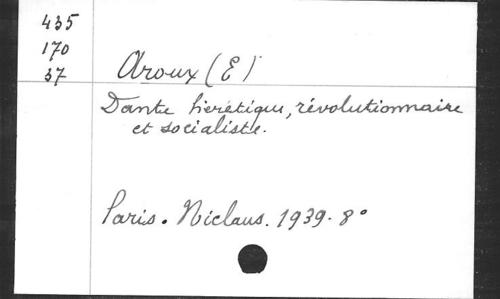 435
170
37
Aroux (E)
Dante hérétique, révolutionnaire
et socialiste.
Paris. Niclaus. 1939. 8°